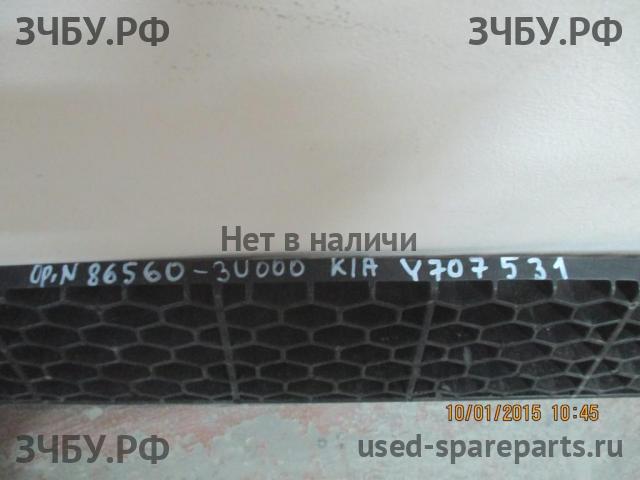 ЗЧБУ.РФ ЗЧБУ.РФ
Нет в наличи
OPiN 86560-3U000 KIA Y707531
10/01/2015 10:45
ЗЧБУ.РФ used-spareparts.ru